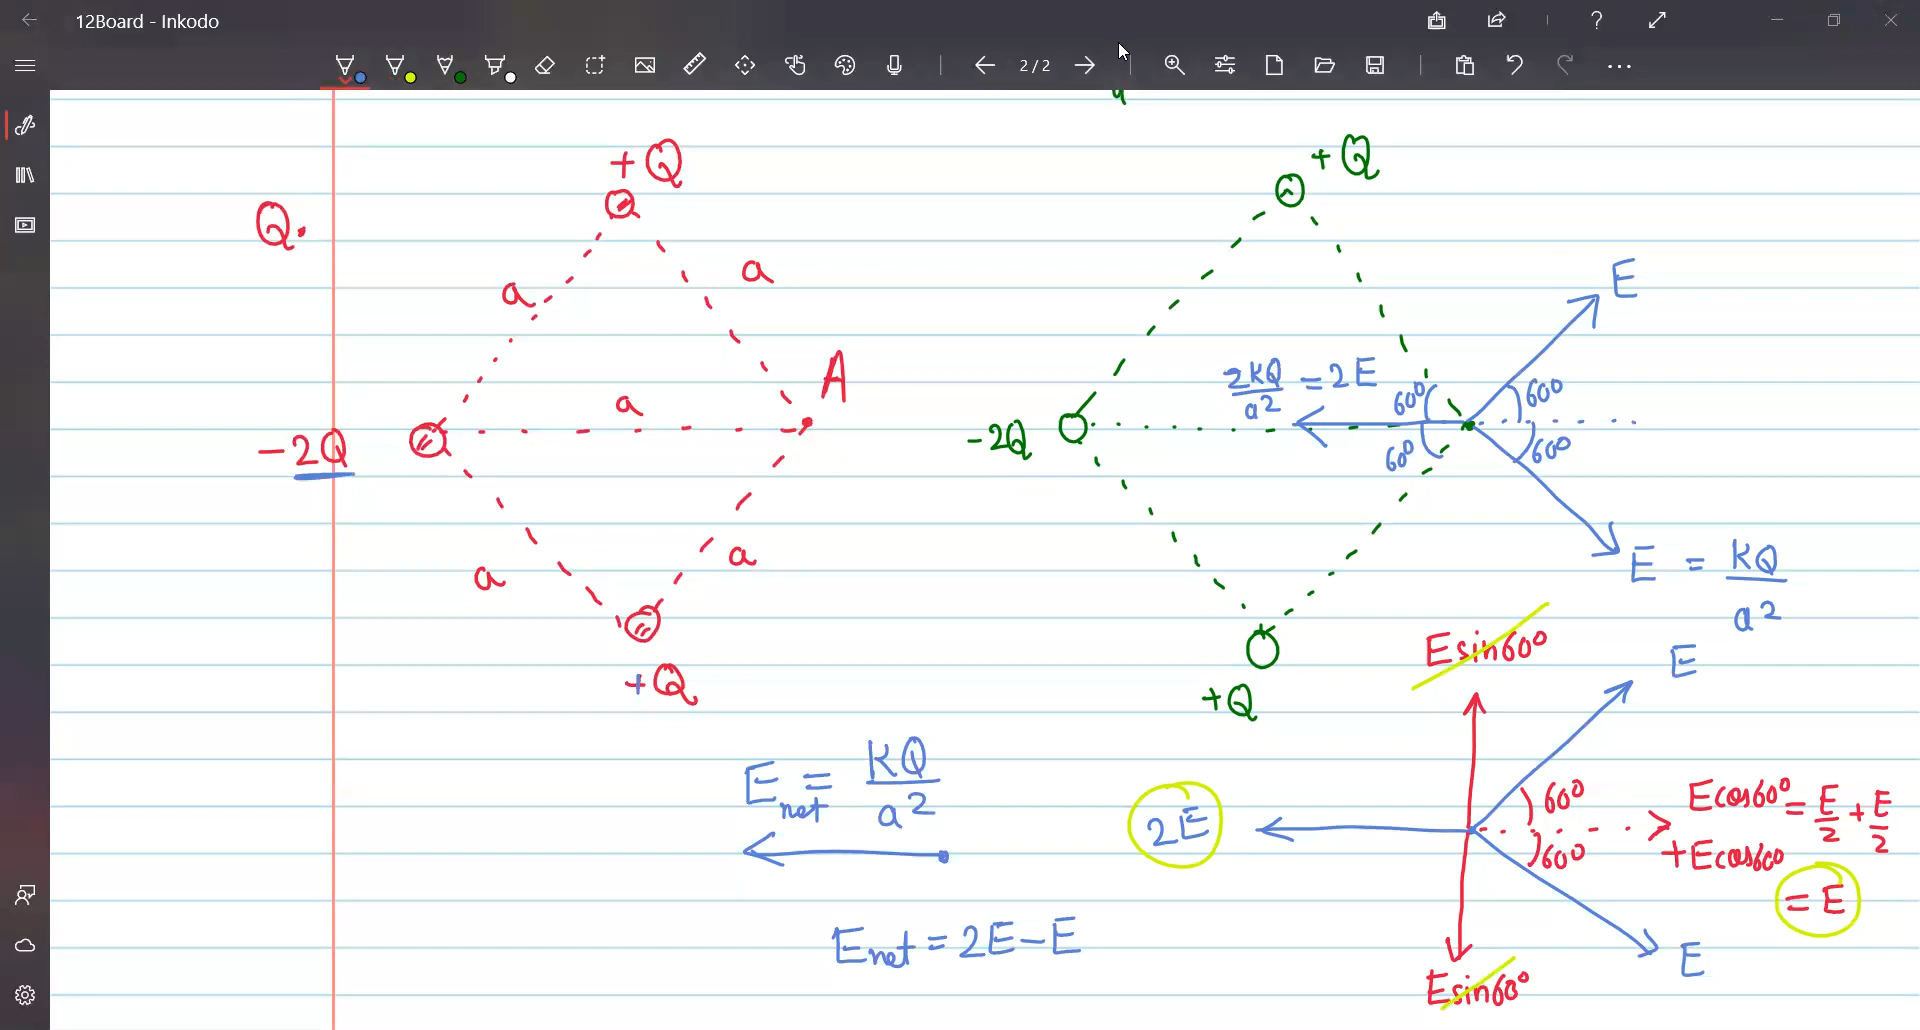 12Board - Inkodo
2 / 2
+Q
Q.
a
a
a
A
-2Q
a
a
+Q
+Q
E
2KQ/a² = 2E
60°
60°
60°
60°
-2Q
E = KQ/a²
+Q
Esin60°
E
E net = KQ/a²
2E
60°
60°
Ecos60° = E/2 + E/2
+Ecos60
= E
Enet = 2E - E
E
Esin60°